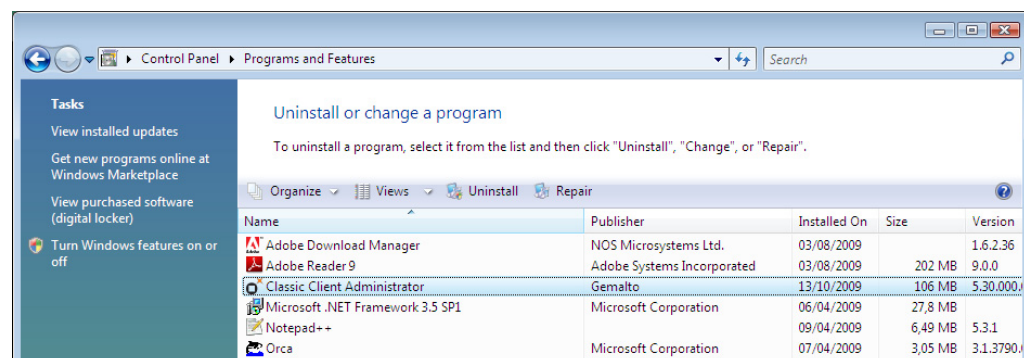 Control Panel Programs and Features Search
Tasks
View installed updates
Get new programs online at
Windows Marketplace
View purchased software
(digital locker)
Turn Windows features on or
off
Uninstall or change a program
To uninstall a program, select it from the list and then click "Uninstall", "Change", or "Repair".
Organize Views Uninstall Repair
Name Publisher Installed On Size Version
Adobe Download Manager NOS Microsystems Ltd. 03/08/2009 1.6.2.36
Adobe Reader 9 Adobe Systems Incorporated 03/08/2009 202 MB 9.0.0
Classic Client Administrator Gemalto 13/10/2009 106 MB 5.30.000.
Microsoft .NET Framework 3.5 SP1 Microsoft Corporation 06/04/2009 27,8 MB
Notepad++ 09/04/2009 6,49 MB 5.3.1
Orca Microsoft Corporation 07/04/2009 3,05 MB 3.1.3790.